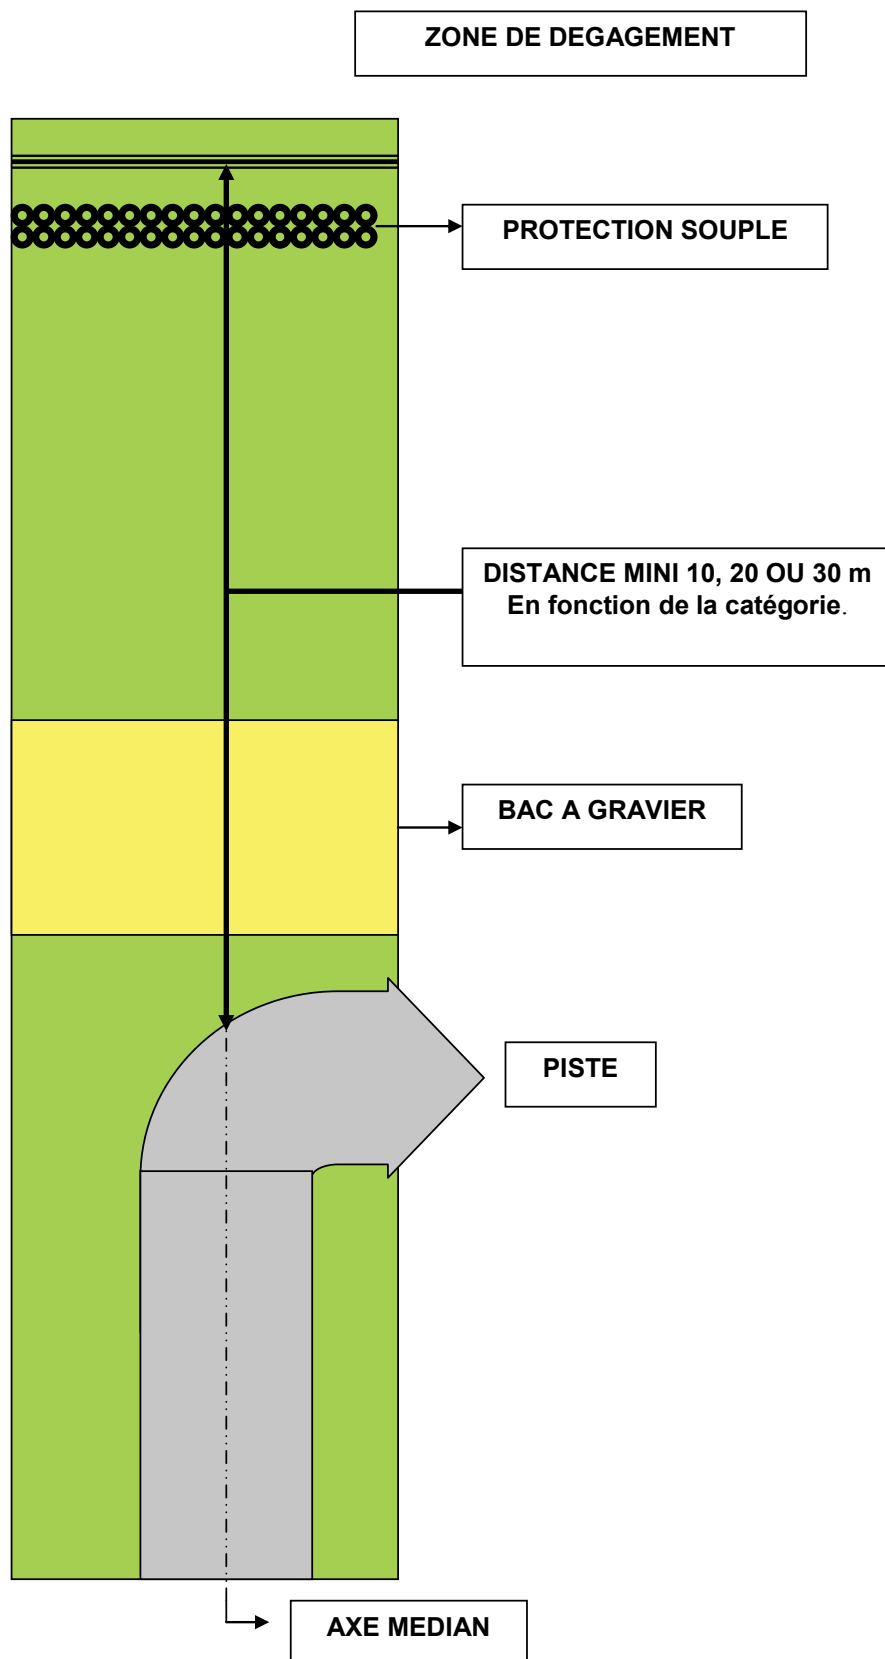 ZONE DE DEGAGEMENT
PROTECTION SOUPLE
DISTANCE MINI 10, 20 OU 30 m
En fonction de la catégorie.
BAC A GRAVIER
PISTE
AXE MEDIAN